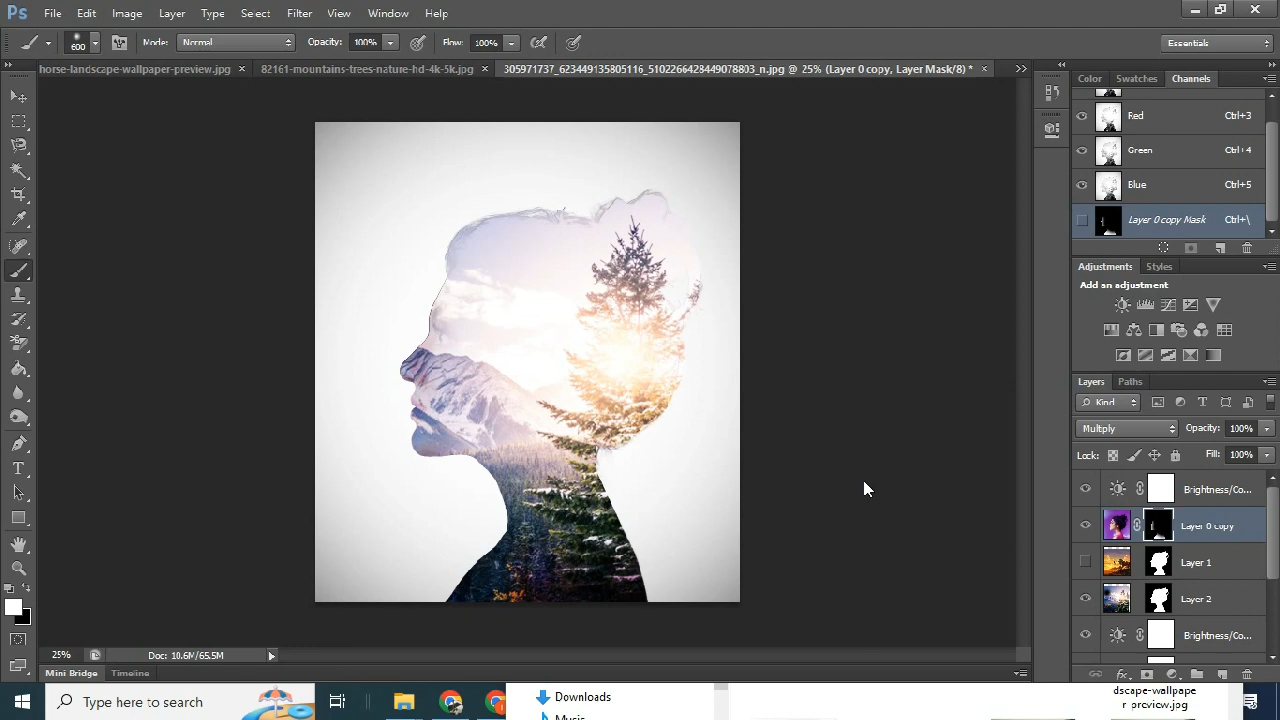 Ps File Edit Image Layer Type Select Filter View Window Help
600 Mode: Normal Opacity: 100% Flow: 100% Essentials
horse-landscape-wallpaper-preview.jpg × 82161-mountains-trees-nature-hd-4k-5k.jpg × 305971737_623449135805116_5102266428449078803_n.jpg @ 25% (Layer 0 copy, Layer Mask/8) * ×
Color Swatches Channels
Red Ctrl+3
Green Ctrl+4
Blue Ctrl+5
Layer 0 copy Mask Ctrl+\
Adjustments Styles
Add an adjustment
Layers Paths
Kind
Multiply Opacity: 100%
Lock: Fill: 100%
Brightness/Co...
Layer 0 copy
Layer 1
Layer 2
Brightness/Co...
25% Doc: 10.6M/65.5M
Mini Bridge Timeline
Type here to search
Downloads
Music
dscape-wallpape
r-preview.jpg